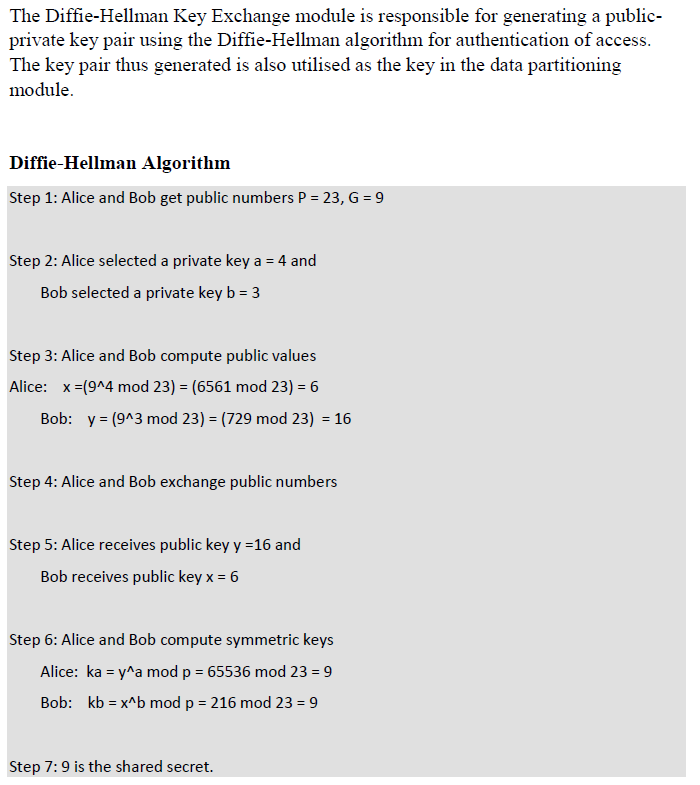 The Diffie-Hellman Key Exchange module is responsible for generating a public-
private key pair using the Diffie-Hellman algorithm for authentication of access.
The key pair thus generated is also utilised as the key in the data partitioning
module.
Diffie-Hellman Algorithm
Step 1: Alice and Bob get public numbers P = 23, G = 9
Step 2: Alice selected a private key a = 4 and
Bob selected a private key b = 3
Step 3: Alice and Bob compute public values
Alice: x =(9^4 mod 23) = (6561 mod 23) = 6
Bob: y = (9^3 mod 23) = (729 mod 23) = 16
Step 4: Alice and Bob exchange public numbers
Step 5: Alice receives public key y =16 and
Bob receives public key x = 6
Step 6: Alice and Bob compute symmetric keys
Alice: ka = y^a mod p = 65536 mod 23 = 9
Bob: kb = x^b mod p = 216 mod 23 = 9
Step 7: 9 is the shared secret.